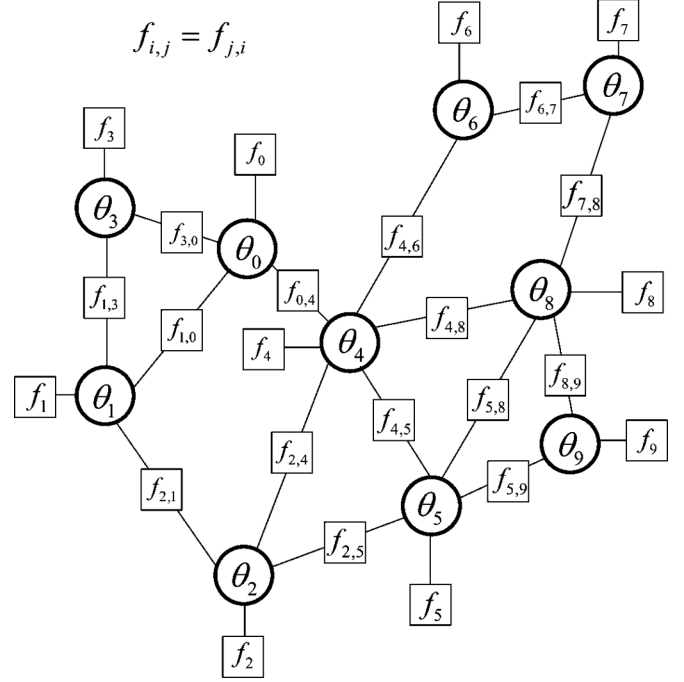 f_{i,j} = f_{j,i}
f_6
f_7
θ_6
f_{6,7}
θ_7
f_3
f_0
θ_3
f_{3,0}
θ_0
f_{4,6}
f_{7,8}
f_{1,3}
f_{1,0}
f_{0,4}
f_4
θ_4
f_{4,8}
θ_8
f_8
f_1
θ_1
f_{4,5}
f_{5,8}
f_{8,9}
f_{2,4}
θ_9
f_9
f_{2,1}
θ_5
f_{5,9}
f_{2,5}
θ_2
f_5
f_2